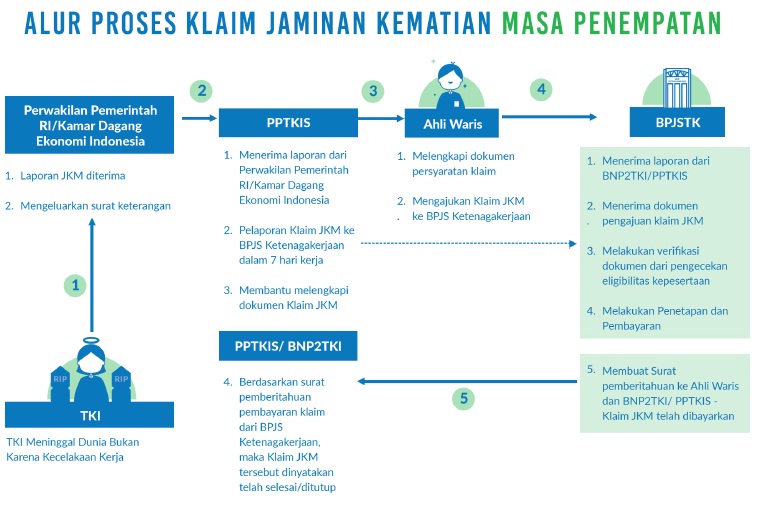 ALUR PROSES KLAIM JAMINAN KEMATIAN MASA PENEMPATAN
Perwakilan Pemerintah
RI/Kamar Dagang
Ekonomi Indonesia
1. Laporan JKM diterima
2. Mengeluarkan surat keterangan
1
RIP
RIP
TKI
TKI Meninggal Dunia Bukan
Karena Kecelakaan Kerja
2
PPTKIS
1. Menerima laporan dari
Perwakilan Pemerintah
RI/Kamar Dagang
Ekonomi Indonesia
2. Pelaporan Klaim JKM ke
BPJS Ketenagakerjaan
dalam 7 hari kerja
3. Membantu melengkapi
dokumen Klaim JKM
3
Ahli Waris
1. Melengkapi dokumen
persyaratan klaim
2. Mengajukan Klaim JKM
. ke BPJS Ketenagakerjaan
4
BPJSTK
1. Menerima laporan dari
BNP2TKI/PPTKIS
2. Menerima dokumen
. pengajuan klaim JKM
3. Melakukan verifikasi
dokumen dari pengecekan
eligibilitas kepesertaan
4. Melakukan Penetapan dan
Pembayaran
5. Membuat Surat
pemberitahuan ke Ahli Waris
dan BNP2TKI/ PPTKIS -
Klaim JKM telah dibayarkan
5
PPTKIS/ BNP2TKI
4. Berdasarkan surat
pemberitahuan
pembayaran klaim
dari BPJS
Ketenagakerjaan,
maka Klaim JKM
tersebut dinyatakan
telah selesai/ditutup